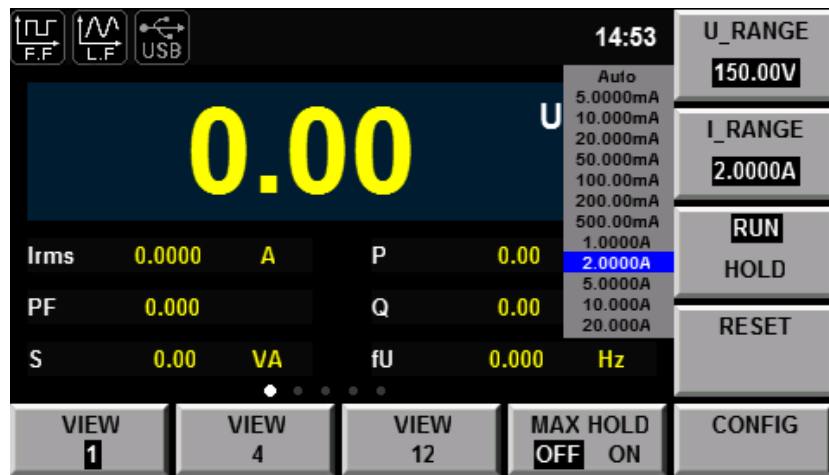 F.F L.F USB 14:53
U_RANGE
150.00V
0.00 U
Auto
5.0000mA
10.000mA
20.000mA
50.000mA
100.00mA
200.00mA
500.00mA
1.0000A
2.0000A
5.0000A
10.000A
20.000A
I_RANGE
2.0000A
RUN
HOLD
RESET
Irms 0.0000 A P 0.00
PF 0.000 Q 0.00
S 0.00 VA fU 0.000 Hz
VIEW
1
VIEW
4
VIEW
12
MAX HOLD
OFF ON
CONFIG